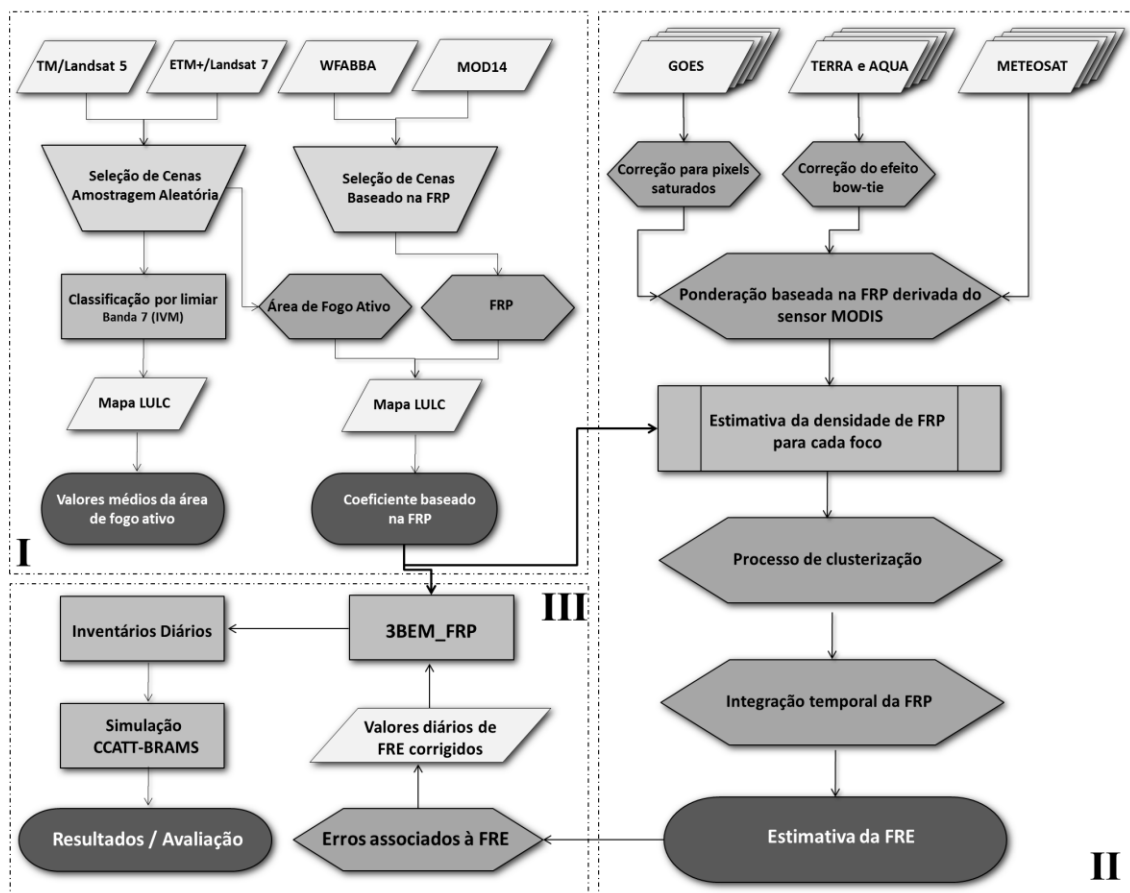 TM/Landsat 5
ETM+/Landsat 7
WFABBA
MOD14
Seleção de Cenas
Amostragem Aleatória
Seleção de Cenas
Baseado na FRP
Classificação por limiar
Banda 7 (IVM)
Área de Fogo Ativo
FRP
Mapa LULC
Mapa LULC
Valores médios da área
de fogo ativo
Coeficiente baseado
na FRP
I
GOES
TERRA e AQUA
METEOSAT
Correção para pixels
saturados
Correção do efeito
bow-tie
Ponderação baseada na FRP derivada do
sensor MODIS
Estimativa da densidade de FRP
para cada foco
Processo de clusterização
Integração temporal da FRP
Estimativa da FRE
II
III
Inventários Diários
3BEM_FRP
Simulação
CCATT-BRAMS
Valores diários de
FRE corrigidos
Resultados / Avaliação
Erros associados à FRE